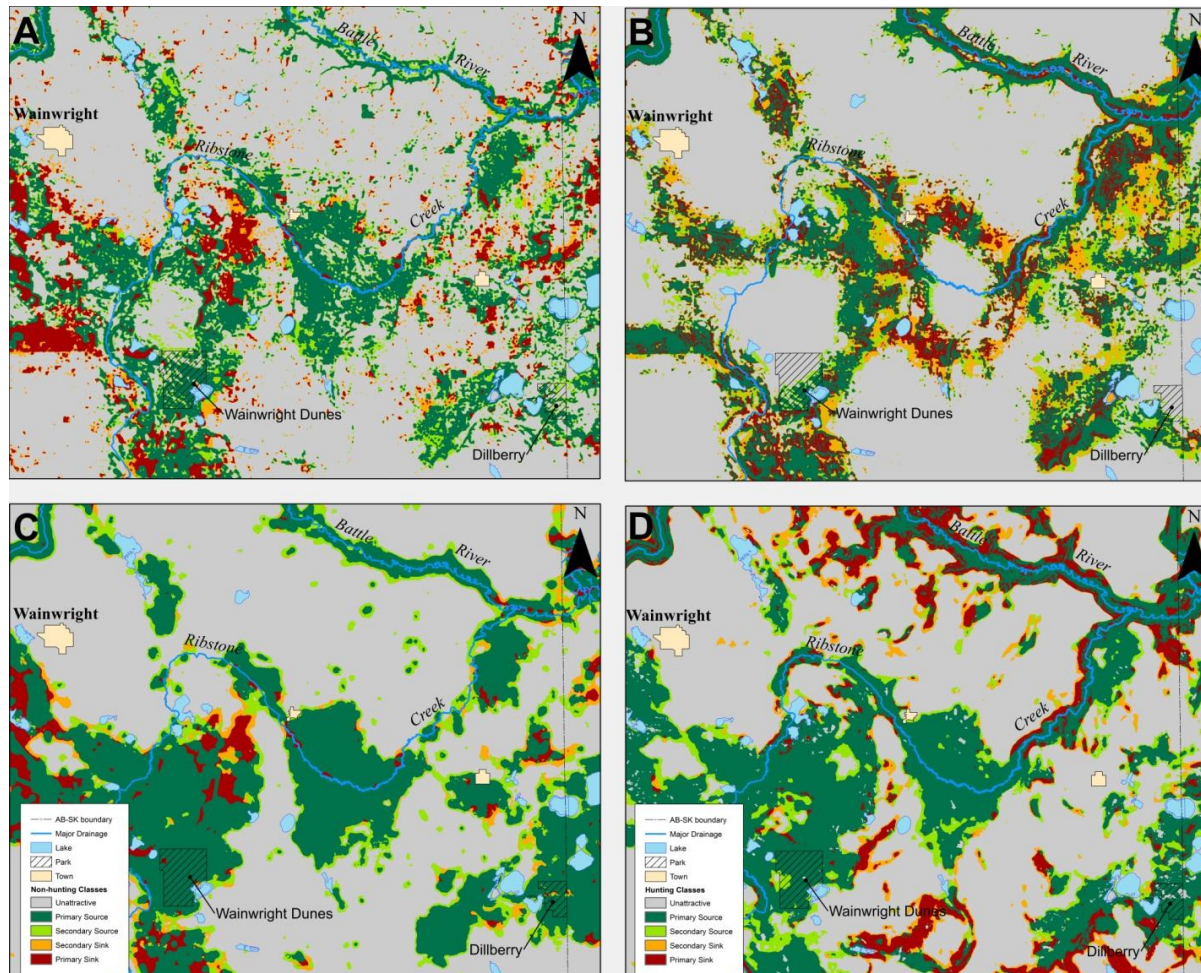 A
N
Battle
River
Wainwright
Ribstone
Creek
Wainwright Dunes
Dillberry
B
N
Battle
River
Wainwright
Ribstone
Creek
Wainwright Dunes
Dillberry
C
N
Battle
River
Wainwright
Ribstone
Creek
AB-SK boundary
Major Drainage
Lake
Park
Town
Non-hunting Classes
Unattractive
Primary Source
Secondary Source
Secondary Sink
Primary Sink
Wainwright Dunes
Dillberry
D
N
Battle
River
Wainwright
Ribstone
Creek
AB-SK boundary
Major Drainage
Lake
Park
Town
Hunting Classes
Unattractive
Primary Source
Secondary Source
Secondary Sink
Primary Sink
Wainwright Dunes
Dillberry